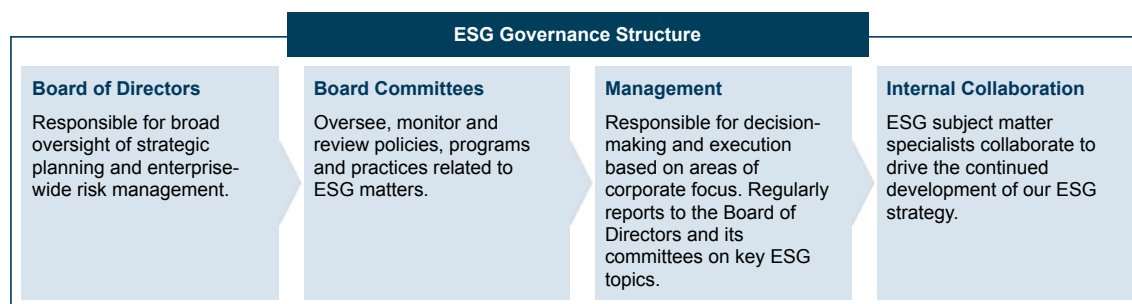 ESG Governance Structure
Board of Directors
Responsible for broad
oversight of strategic
planning and enterprise-
wide risk management.
Board Committees
Oversee, monitor and
review policies, programs
and practices related to
ESG matters.
Management
Responsible for decision-
making and execution
based on areas of
corporate focus. Regularly
reports to the Board of
Directors and its
committees on key ESG
topics.
Internal Collaboration
ESG subject matter
specialists collaborate to
drive the continued
development of our ESG
strategy.